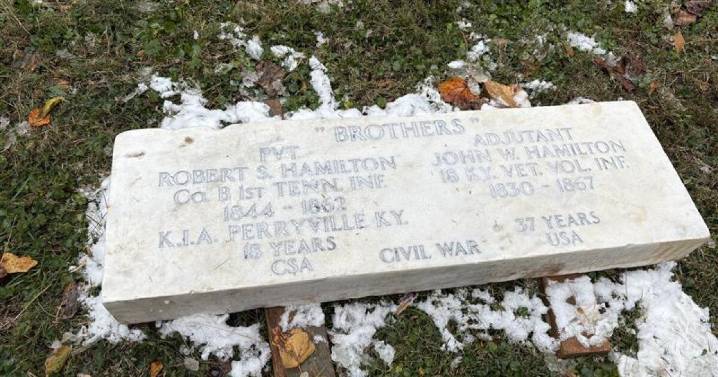 "BROTHERS"
PVT
ROBERT S. HAMILTON
Co. B 1ST TENN. INF.
1844 - 1862
K.I.A. PERRYVILLE KY.
18 YEARS
CSA
CIVIL WAR
ADJUTANT
JOHN W. HAMILTON
18 KY. VET. VOL. INF.
1830 - 1867
37 YEARS
USA